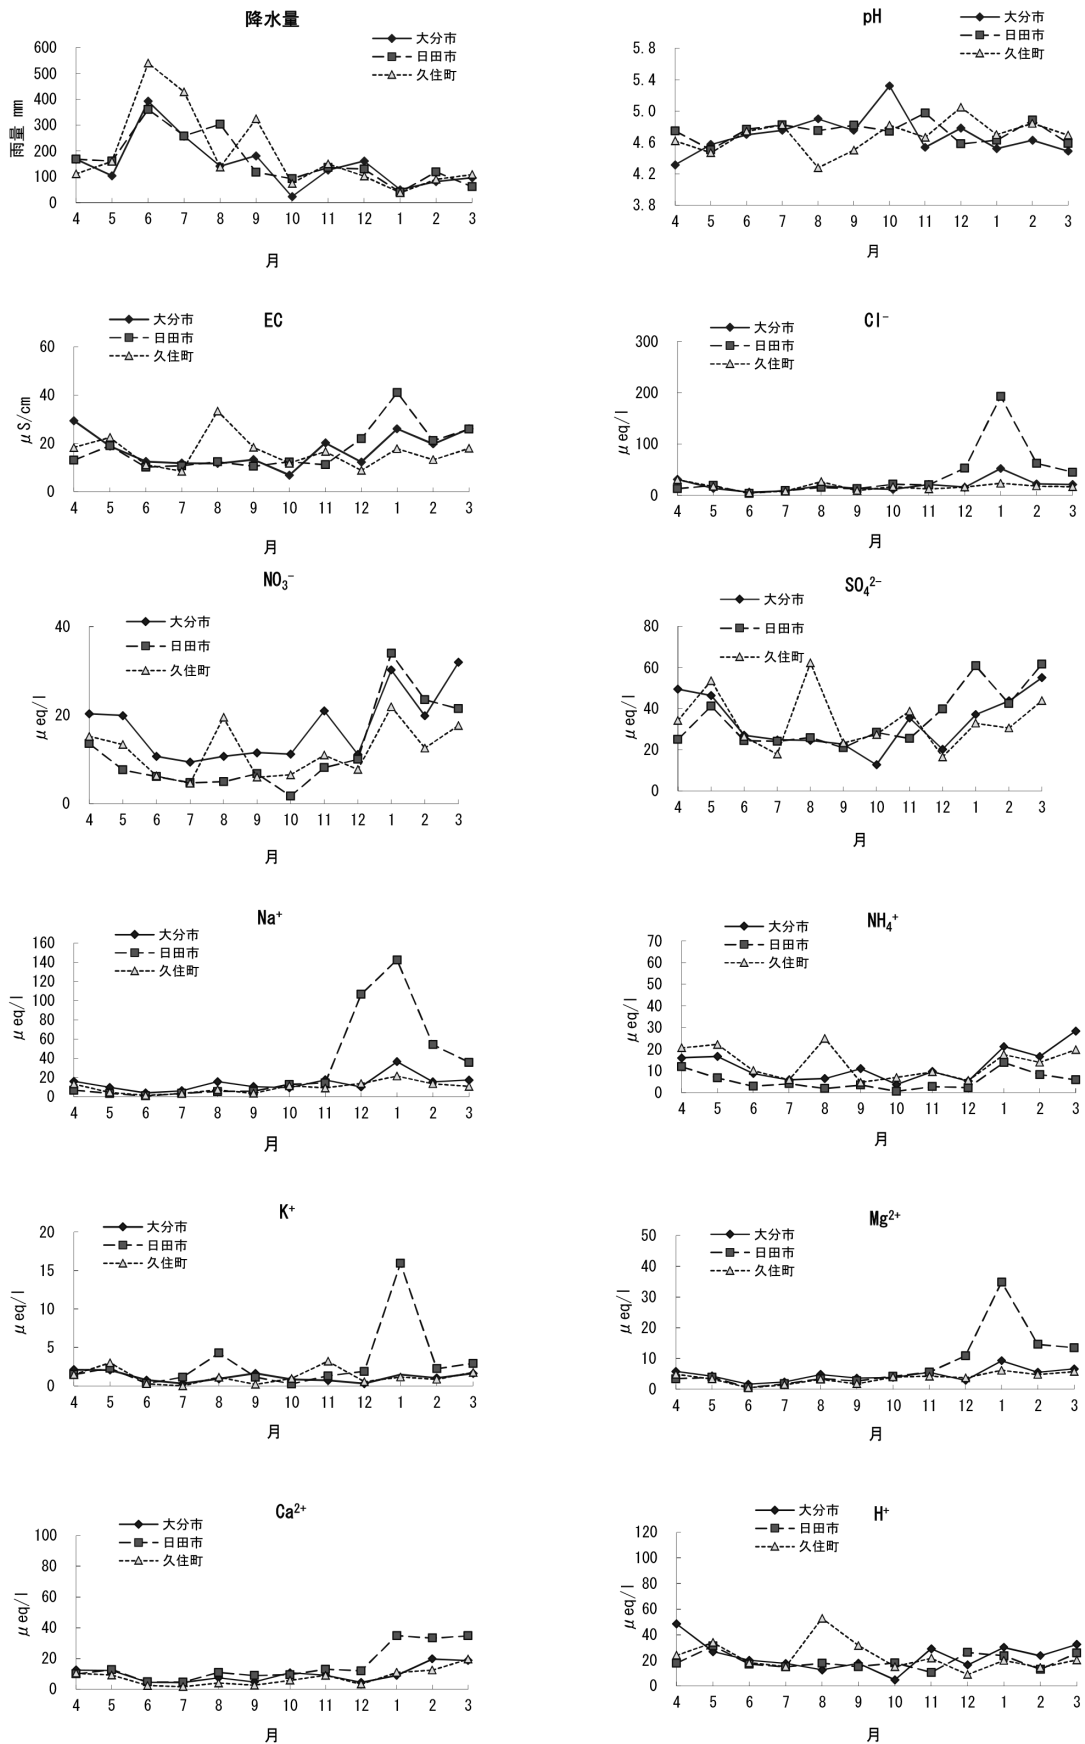 降水量
大分市
日田市
久住町
雨量 mm
600
500
400
300
200
100
0
4 5 6 7 8 9 10 11 12 1 2 3
月
pH
大分市
日田市
久住町
5.8
5.4
5.0
4.6
4.2
3.8
4 5 6 7 8 9 10 11 12 1 2 3
月
EC
大分市
日田市
久住町
μS/cm
60
40
20
0
4 5 6 7 8 9 10 11 12 1 2 3
月
Cl⁻
大分市
日田市
久住町
μeq/l
300
200
100
0
4 5 6 7 8 9 10 11 12 1 2 3
月
NO₃⁻
大分市
日田市
久住町
μeq/l
40
20
0
4 5 6 7 8 9 10 11 12 1 2 3
月
SO₄²⁻
大分市
日田市
久住町
μeq/l
80
60
40
20
0
4 5 6 7 8 9 10 11 12 1 2 3
月
Na⁺
大分市
日田市
久住町
μeq/l
160
140
120
100
80
60
40
20
0
4 5 6 7 8 9 10 11 12 1 2 3
月
NH₄⁺
大分市
日田市
久住町
μeq/l
70
60
50
40
30
20
10
0
4 5 6 7 8 9 10 11 12 1 2 3
月
K⁺
大分市
日田市
久住町
μeq/l
20
15
10
5
0
4 5 6 7 8 9 10 11 12 1 2 3
月
Mg²⁺
大分市
日田市
久住町
μeq/l
50
40
30
20
10
0
4 5 6 7 8 9 10 11 12 1 2 3
月
Ca²⁺
大分市
日田市
久住町
μeq/l
100
80
60
40
20
0
4 5 6 7 8 9 10 11 12 1 2 3
月
H⁺
大分市
日田市
久住町
μeq/l
120
100
80
60
40
20
0
4 5 6 7 8 9 10 11 12 1 2 3
月